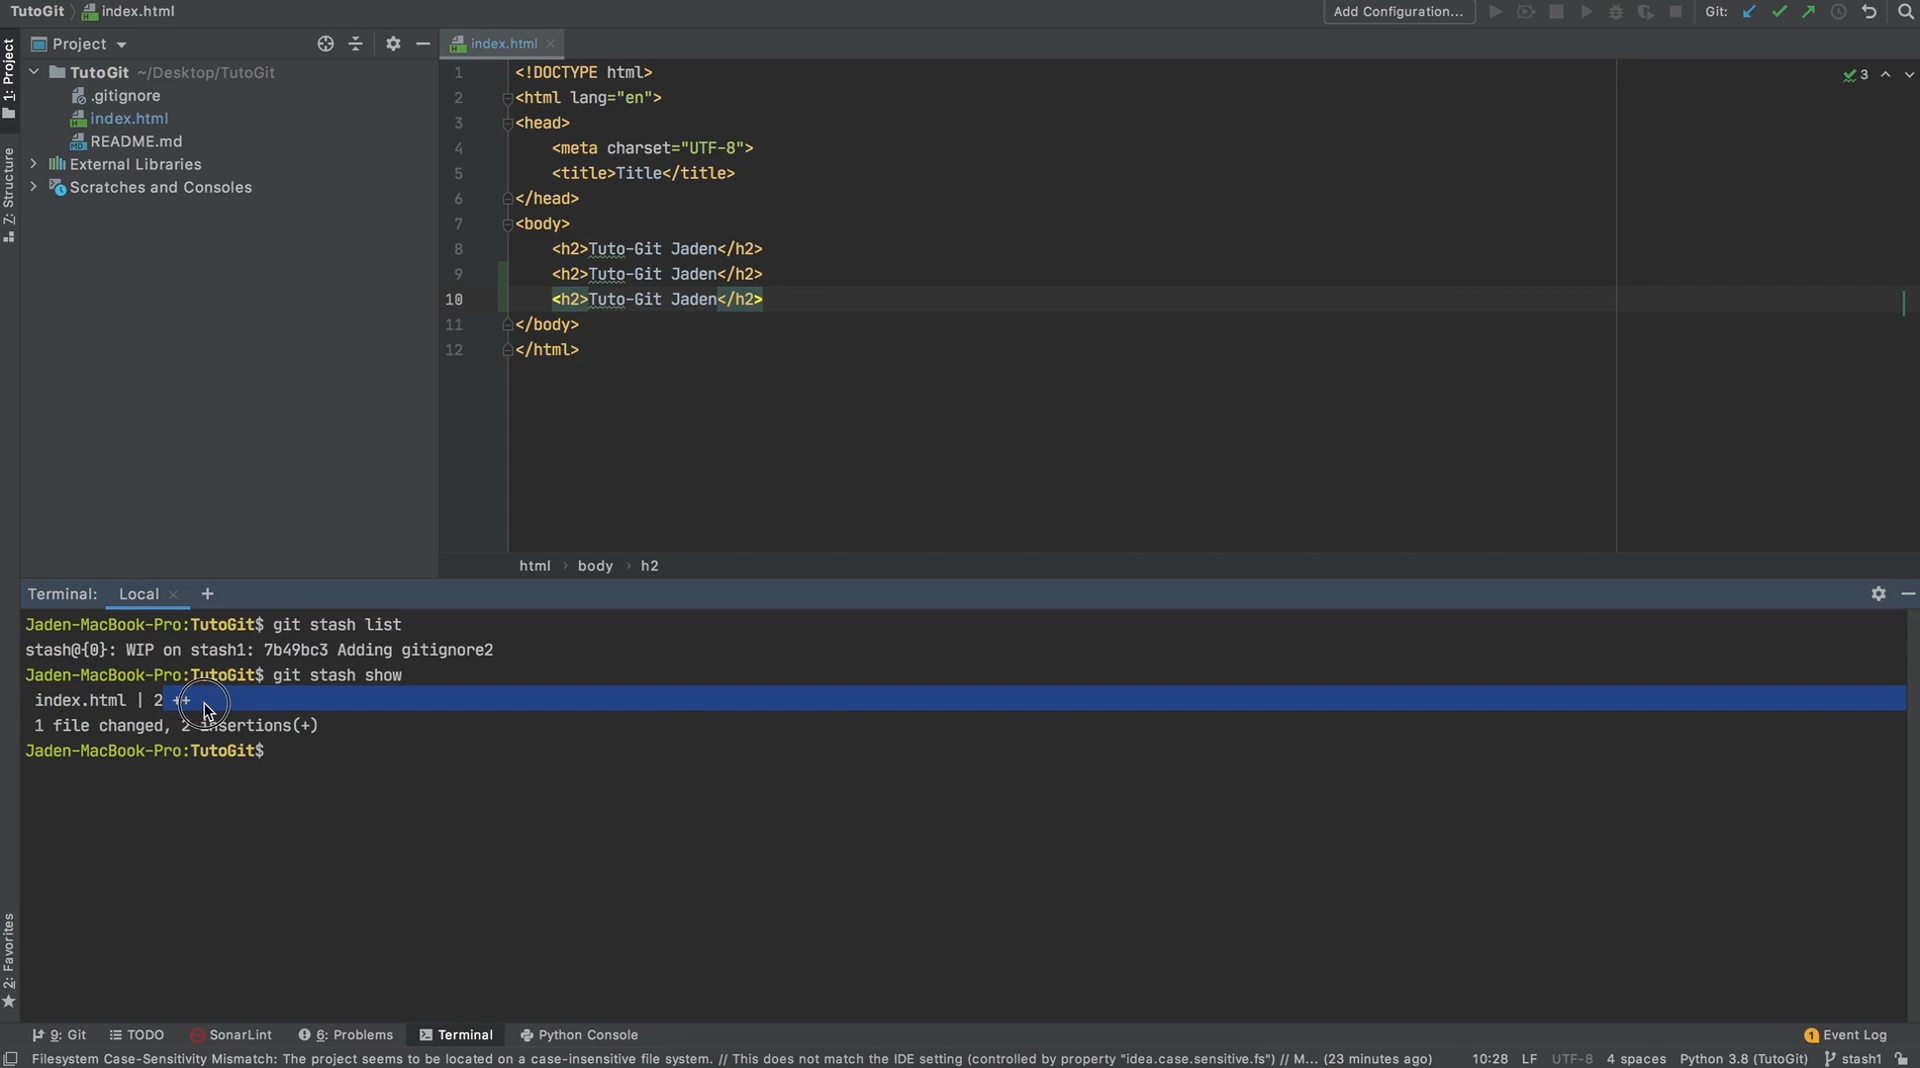 TutoGit index.html Add Configuration... Git:
1: Project
Z: Structure
2: Favorites
Project
TutoGit ~/Desktop/TutoGit
.gitignore
index.html
README.md
External Libraries
Scratches and Consoles
index.html
3
1 <!DOCTYPE html>
2 <html lang="en">
3 <head>
4 <meta charset="UTF-8">
5 <title>Title</title>
6 </head>
7 <body>
8 <h2>Tuto-Git Jaden</h2>
9 <h2>Tuto-Git Jaden</h2>
10 <h2>Tuto-Git Jaden</h2>
11 </body>
12 </html>
html › body › h2
Terminal: Local × +
Jaden-MacBook-Pro:TutoGit$ git stash list
stash@{0}: WIP on stash1: 7b49bc3 Adding gitignore2
Jaden-MacBook-Pro:TutoGit$ git stash show
index.html | 2 ++
1 file changed, 2 insertions(+)
Jaden-MacBook-Pro:TutoGit$
9: Git TODO SonarLint 6: Problems Terminal Python Console 1 Event Log
Filesystem Case-Sensitivity Mismatch: The project seems to be located on a case-insensitive file system. // This does not match the IDE setting (controlled by property "idea.case.sensitive.fs") // M... (23 minutes ago) 10:28 LF UTF-8 4 spaces Python 3.8 (TutoGit) stash1